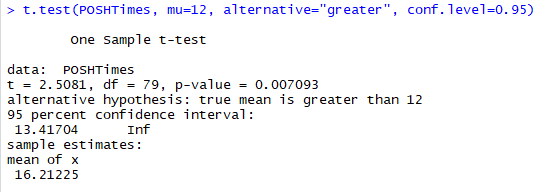 > t.test(POSHTimes, mu=12, alternative="greater", conf.level=0.95)
One Sample t-test
data:  POSHTimes
t = 2.5081, df = 79, p-value = 0.007093
alternative hypothesis: true mean is greater than 12
95 percent confidence interval:
13.41704      Inf
sample estimates:
mean of x
16.21225